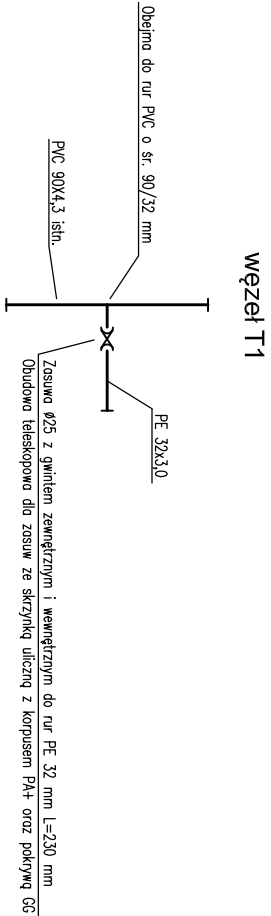 węzeł T1
Obejma do rur PVC o śr. 90/32 mm
PVC 90X4,3 istn.
PE 32x3,0
Zasuwa Ø25 z gwintem zewnętrznym i wewnętrznym do rur PE 32 mm L=230 mm
Obudowa teleskopowa dla zasuw ze skrzynką uliczną z korpusem PA+ oraz pokrywą GG